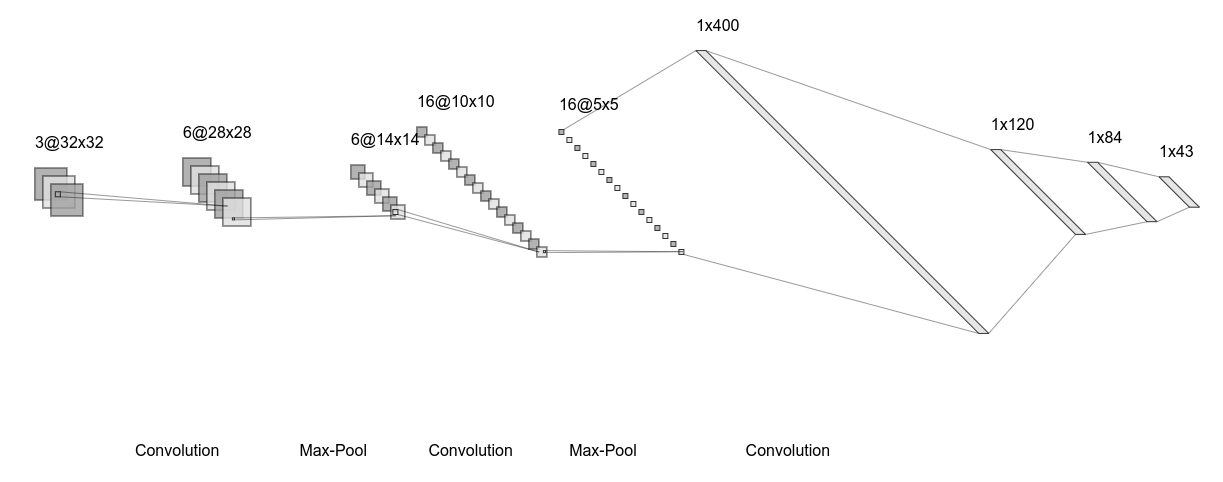 3@32x32
6@28x28
6@14x14
16@10x10
16@5x5
1x400
1x120
1x84
1x43
Convolution
Max-Pool
Convolution
Max-Pool
Convolution